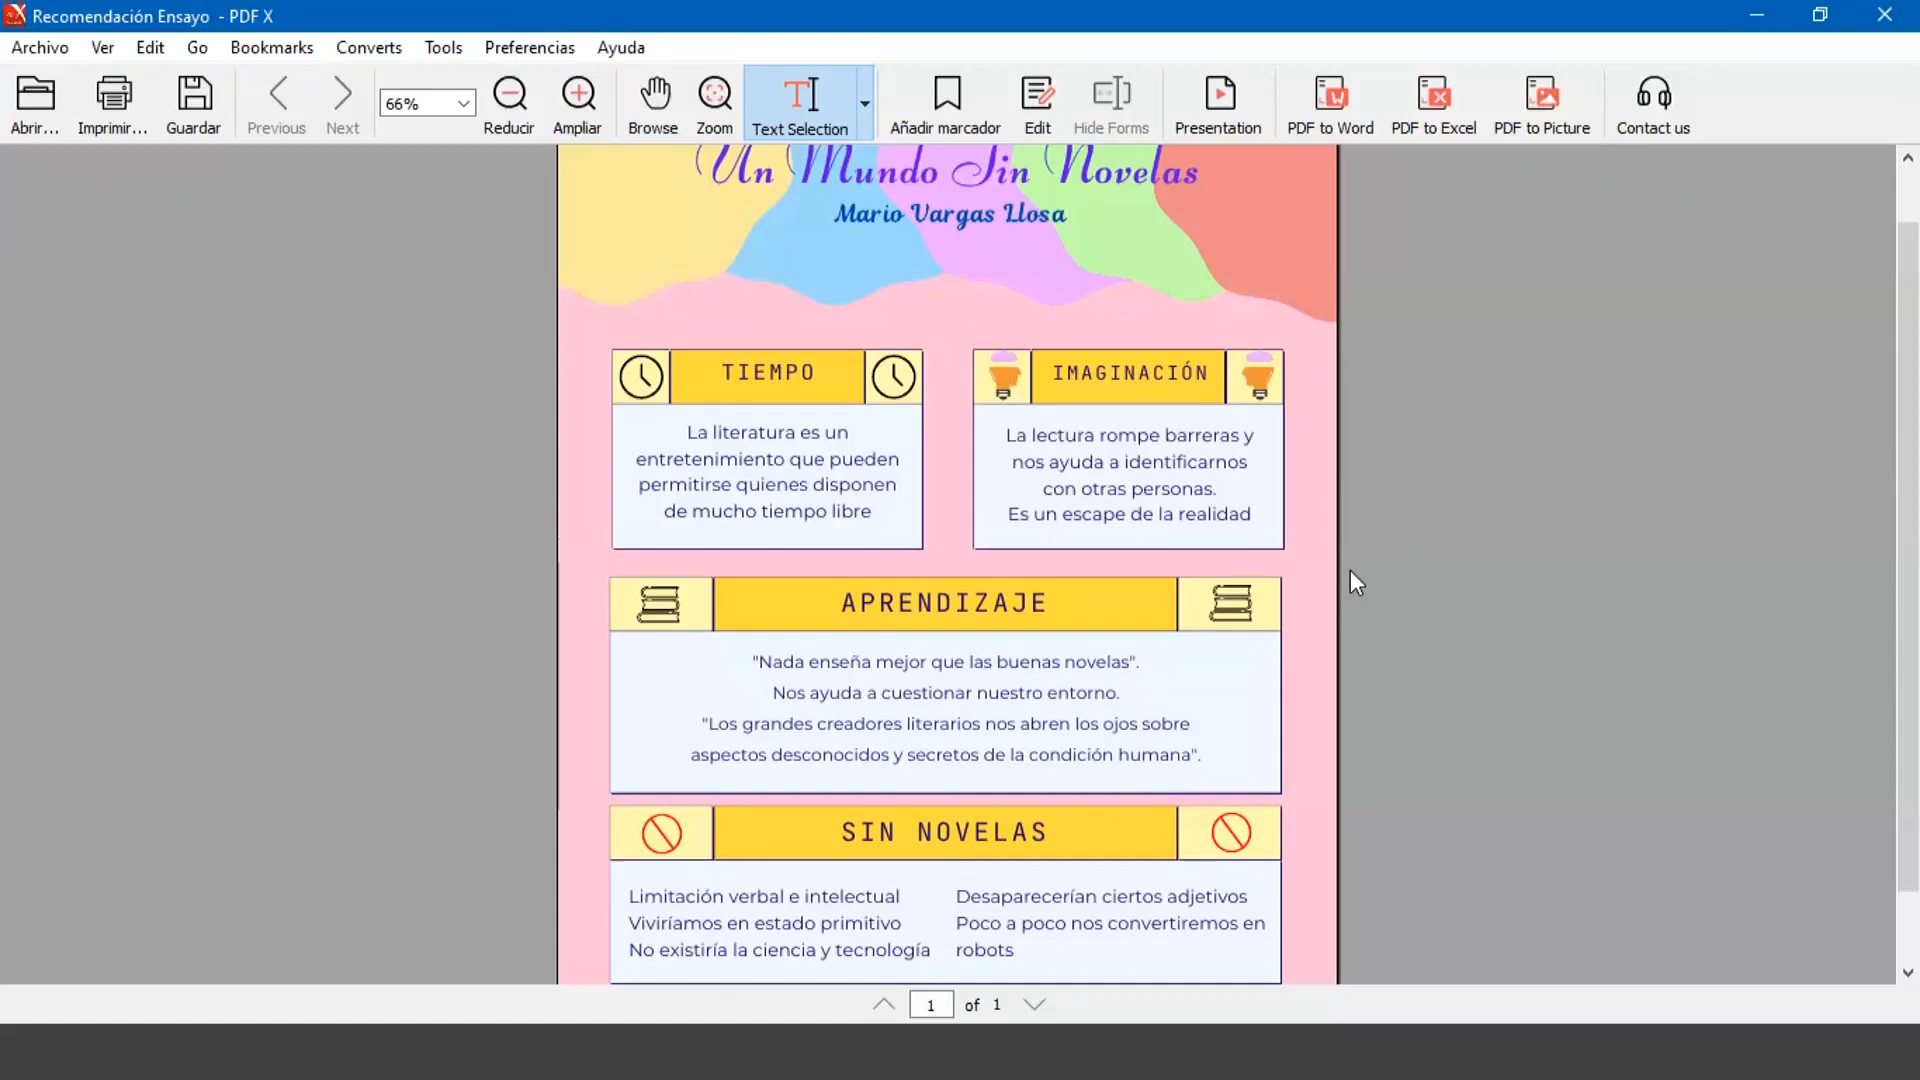 Recomendación Ensayo - PDF X
Archivo Ver Edit Go Bookmarks Converts Tools Preferencias Ayuda
66%
Abrir... Imprimir... Guardar Previous Next Reducir Ampliar Browse Zoom Text Selection Añadir marcador Edit Hide Forms Presentation PDF to Word PDF to Excel PDF to Picture Contact us
Un Mundo Sin Novelas
Mario Vargas Llosa
TIEMPO
La literatura es un
entretenimiento que pueden
permitirse quienes disponen
de mucho tiempo libre
IMAGINACIÓN
La lectura rompe barreras y
nos ayuda a identificarnos
con otras personas.
Es un escape de la realidad
APRENDIZAJE
"Nada enseña mejor que las buenas novelas".
Nos ayuda a cuestionar nuestro entorno.
"Los grandes creadores literarios nos abren los ojos sobre
aspectos desconocidos y secretos de la condición humana".
SIN NOVELAS
Limitación verbal e intelectual
Viviríamos en estado primitivo
No existiría la ciencia y tecnología
Desaparecerían ciertos adjetivos
Poco a poco nos convertiremos en
robots
1 of 1